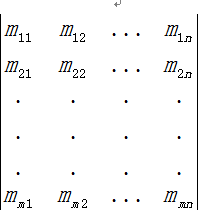 ↵
m₁₁ m₁₂ ... m₁ₙ
m₂₁ m₂₂ ... m₂ₙ
. . . .
. . . .
. . . .
mₘ₁ mₘ₂ ... mₘₙ